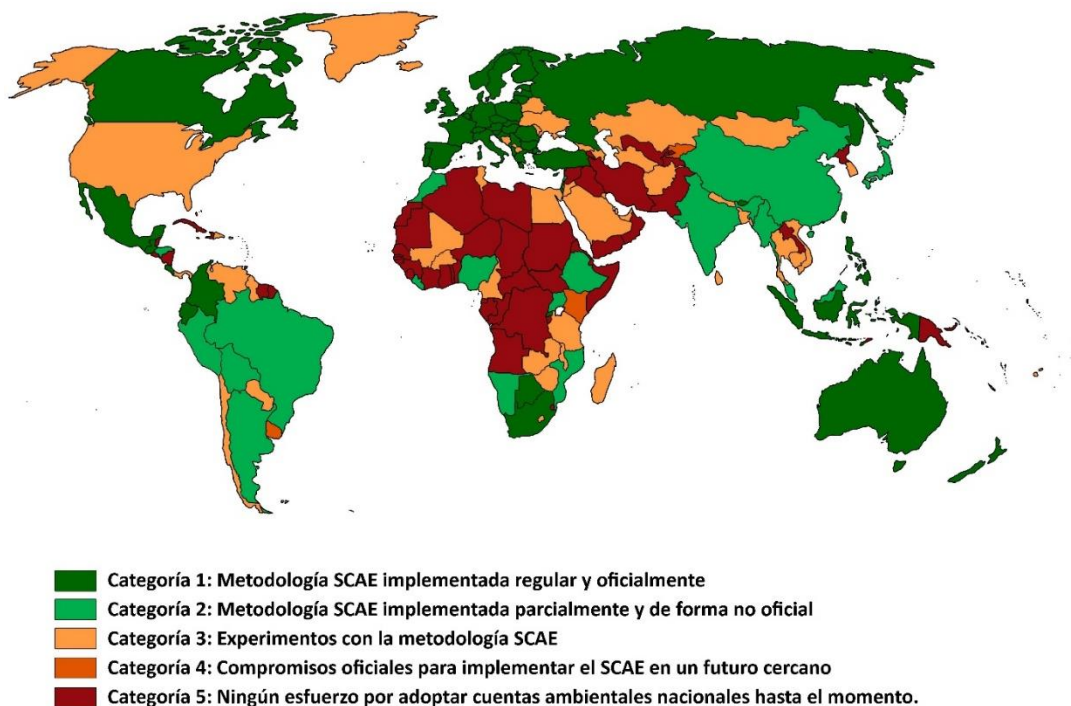 Categoría 1: Metodología SCAE implementada regular y oficialmente
Categoría 2: Metodología SCAE implementada parcialmente y de forma no oficial
Categoría 3: Experimentos con la metodología SCAE
Categoría 4: Compromisos oficiales para implementar el SCAE en un futuro cercano
Categoría 5: Ningún esfuerzo por adoptar cuentas ambientales nacionales hasta el momento.